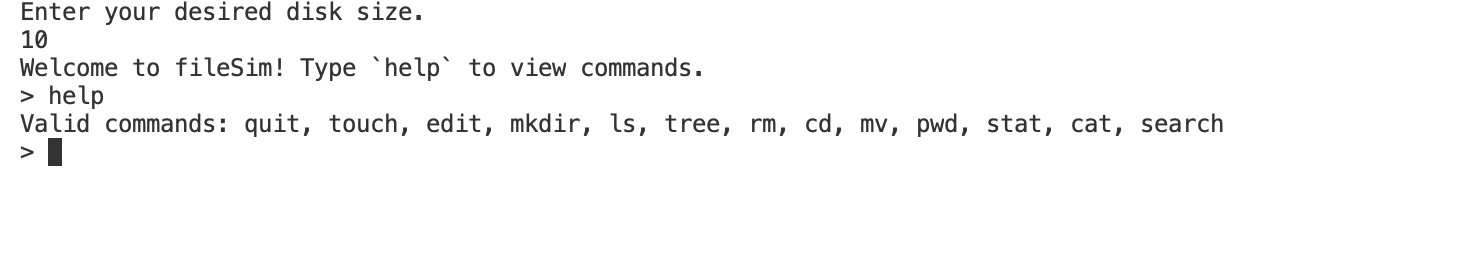 Enter your desired disk size.
10
Welcome to fileSim! Type `help` to view commands.
> help
Valid commands: quit, touch, edit, mkdir, ls, tree, rm, cd, mv, pwd, stat, cat, search
>